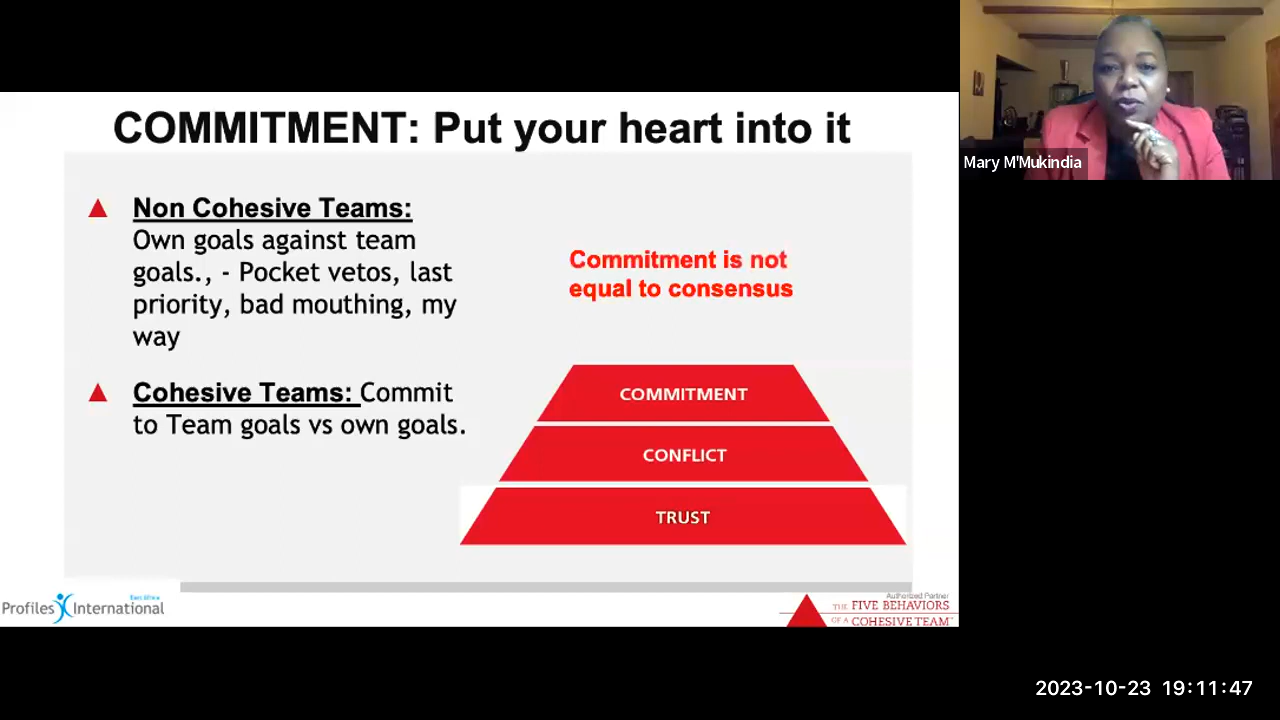 COMMITMENT: Put your heart into it
Non Cohesive Teams:
Own goals against team
goals., - Pocket vetos, last
priority, bad mouthing, my
way
Cohesive Teams: Commit
to Team goals vs own goals.
Commitment is not
equal to consensus
COMMITMENT
CONFLICT
TRUST
East Africa
Profiles International
Authorized Partner
THE FIVE BEHAVIORS
OF A COHESIVE TEAM™
Mary M'Mukindia
2023-10-23 19:11:47